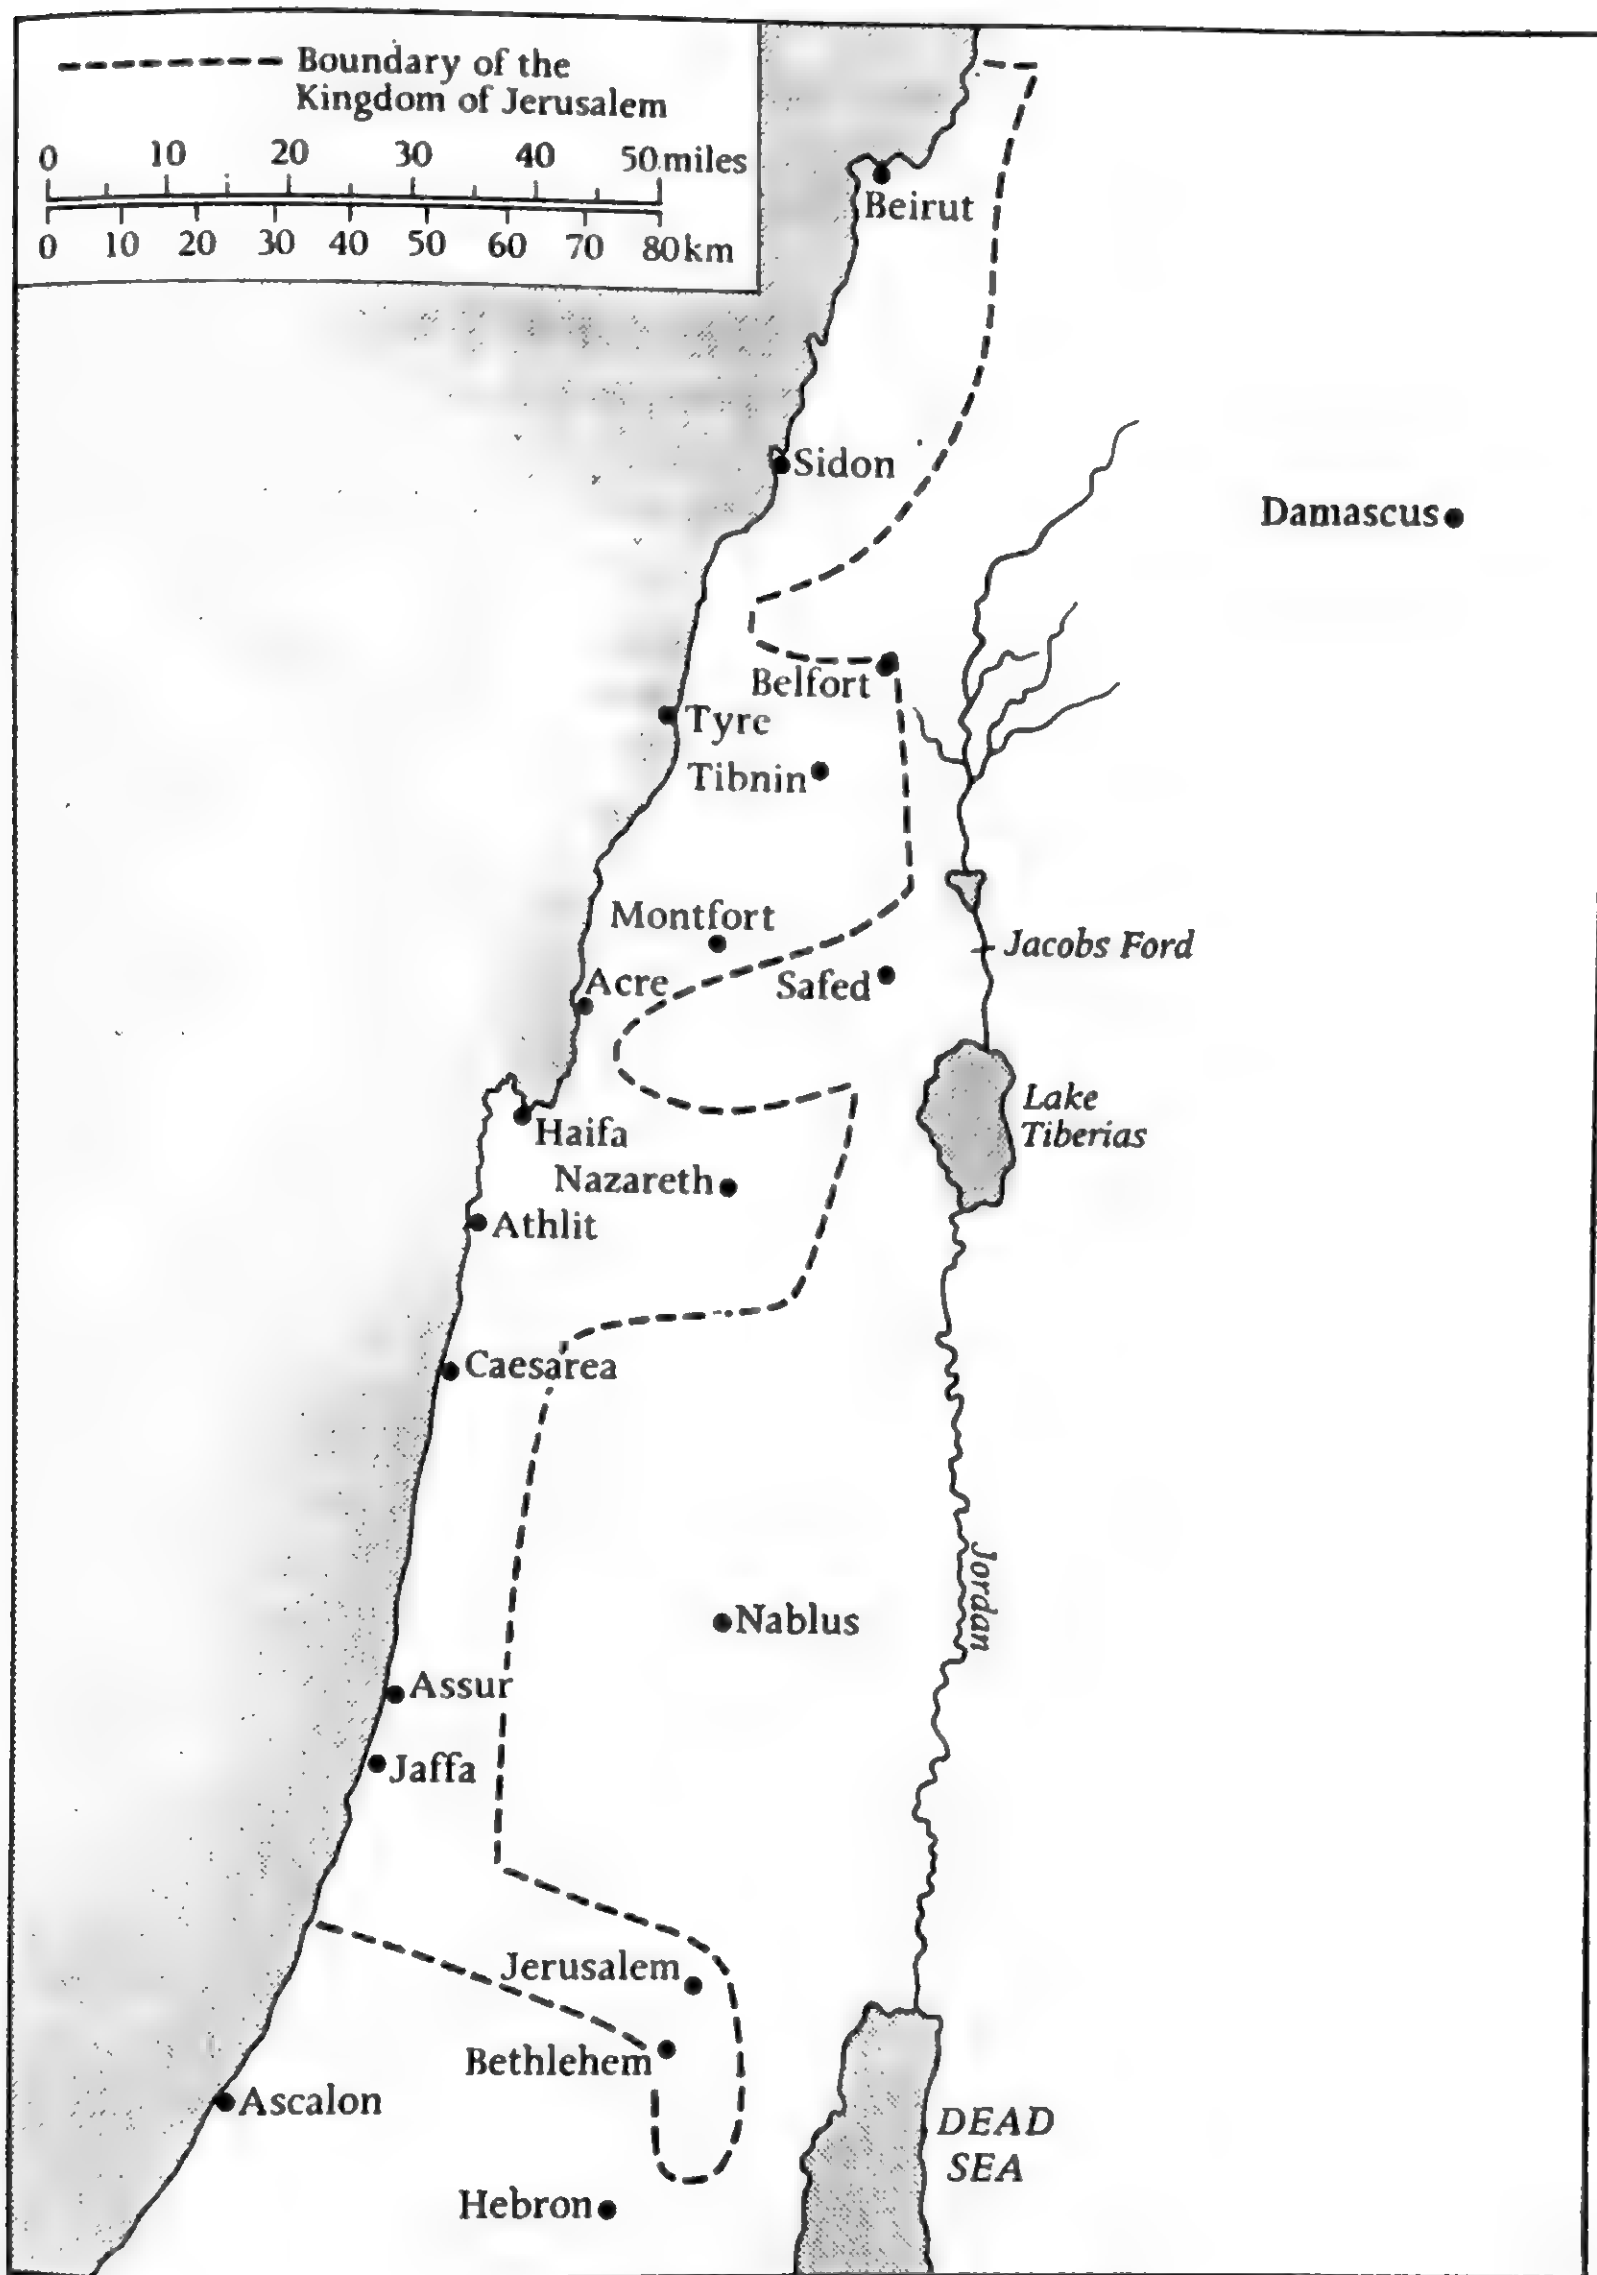 Boundary of the
Kingdom of Jerusalem
0 10 20 30 40 50 miles
0 10 20 30 40 50 60 70 80 km
Beirut
Sidon
Damascus
Belfort
Tyre
Tibnin
Montfort
Jacobs Ford
Acre
Safed
Lake
Tiberias
Haifa
Nazareth
Athlit
Caesarea
Jordan
Nablus
Assur
Jaffa
Jerusalem
Bethlehem
Ascalon
DEAD
SEA
Hebron